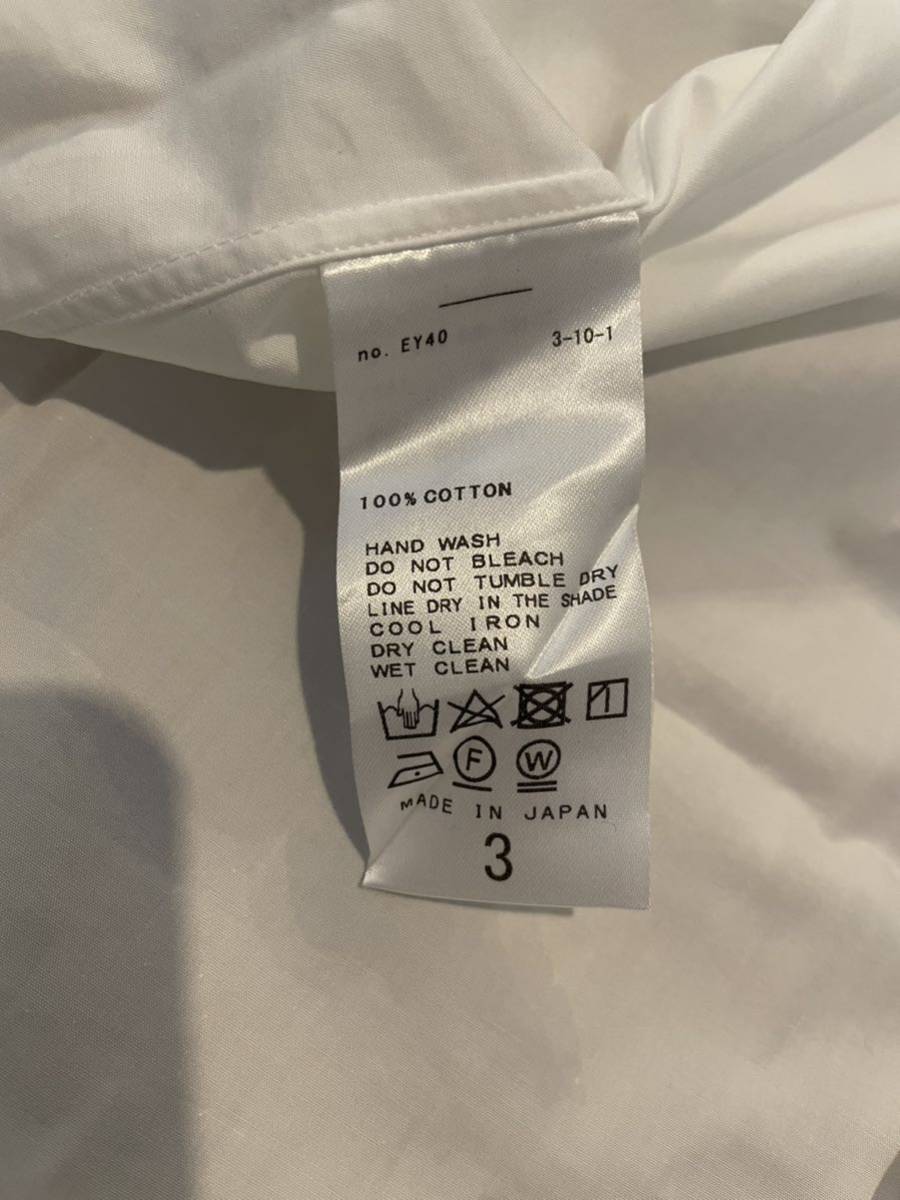 no. EY40 3-10-1
100% COTTON
HAND WASH
DO NOT BLEACH
DO NOT TUMBLE DRY
LINE DRY IN THE SHADE
COOL IRON
DRY CLEAN
WET CLEAN
F W
MADE IN JAPAN
3